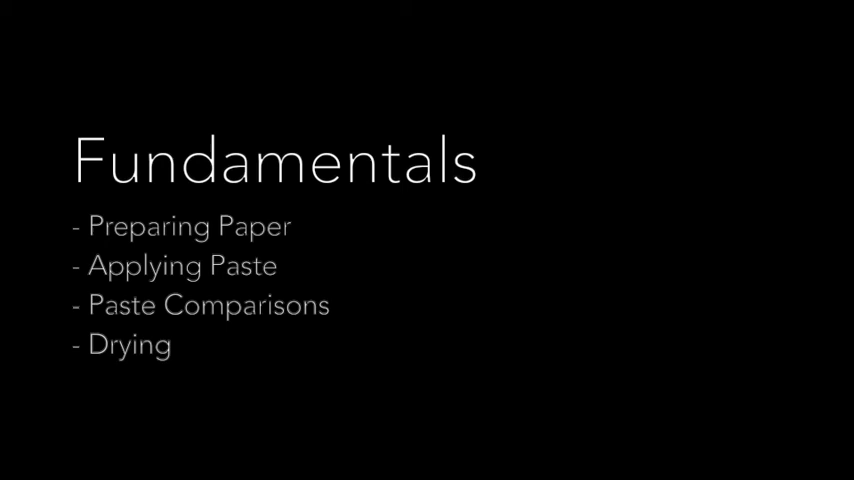 Fundamentals
- Preparing Paper
- Applying Paste
- Paste Comparisons
- Drying